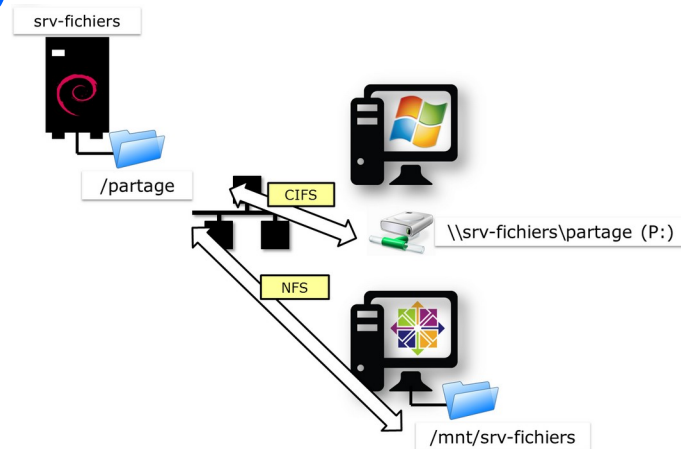 srv-fichiers
/partage
CIFS
\\srv-fichiers\partage (P:)
NFS
/mnt/srv-fichiers